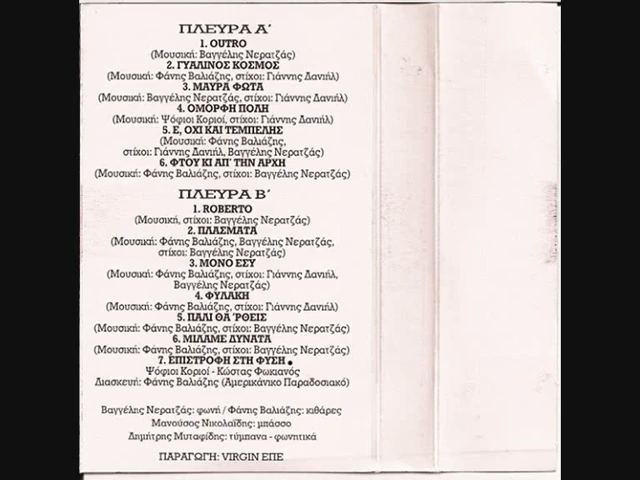 ΠΛΕΥΡΑ Α΄
1. OUTRO
(Μουσική: Βαγγέλης Νερατζάς)
2. ΓΥΑΛΙΝΟΣ ΚΟΣΜΟΣ
(Μουσική: Φάνης Βαλιάζης, στίχοι: Γιάννης Δανιήλ)
3. ΜΑΥΡΑ ΦΩΤΑ
(Μουσική: Βαγγέλης Νερατζάς, στίχοι: Γιάννης Δανιήλ)
4. ΟΜΟΡΦΗ ΠΟΛΗ
(Μουσική: Ψόφιοι Κοριοί, στίχοι: Γιάννης Δανιήλ)
5. Ε, ΟΧΙ ΚΑΙ ΤΕΜΠΕΛΗΣ
(Μουσική: Φάνης Βαλιάζης,
στίχοι: Γιάννης Δανιήλ, Βαγγέλης Νερατζάς)
6. ΦΤΟΥ ΚΙ ΑΠ' ΤΗΝ ΑΡΧΗ
(Μουσική: Φάνης Βαλιάζης, στίχοι: Βαγγέλης Νερατζάς)
ΠΛΕΥΡΑ Β΄
1. ROBERTO
(Μουσική, στίχοι: Βαγγέλης Νερατζάς)
2. ΠΛΑΣΜΑΤΑ
(Μουσική: Φάνης Βαλιάζης, Βαγγέλης Νερατζάς,
στίχοι: Βαγγέλης Νερατζάς)
3. ΜΟΝΟ ΕΣΥ
(Μουσική: Φάνης Βαλιάζης, στίχοι: Γιάννης Δανιήλ,
Βαγγέλης Νερατζάς)
4. ΦΥΛΑΚΗ
(Μουσική: Φάνης Βαλιάζης, στίχοι: Γιάννης Δανιήλ)
5. ΠΑΛΙ ΘΑ 'ΡΘΕΙΣ
(Μουσική: Φάνης Βαλιάζης, στίχοι: Βαγγέλης Νερατζάς)
6. ΜΙΛΑΜΕ ΔΥΝΑΤΑ
(Μουσική: Φάνης Βαλιάζης, στίχοι: Βαγγέλης Νερατζάς)
7. ΕΠΙΣΤΡΟΦΗ ΣΤΗ ΦΥΣΗ •
Ψόφιοι Κοριοί - Κώστας Φωκιανός
Διασκευή: Φάνης Βαλιάζης (Αμερικάνικο Παραδοσιακό)
Βαγγέλης Νερατζάς: φωνή / Φάνης Βαλιάζης: κιθάρες
Μανούσος Νικολαΐδης: μπάσσο
Δημήτρης Μυταφίδης: τύμπανα - φωνητικά
ΠΑΡΑΓΩΓΗ: VIRGIN ΕΠΕ